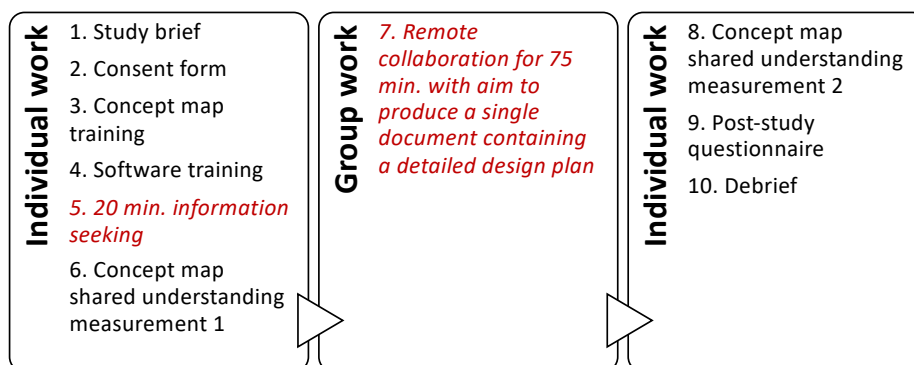 Individual work
1. Study brief
2. Consent form
3. Concept map
training
4. Software training
5. 20 min. information
seeking
6. Concept map
shared understanding
measurement 1
Group work
7. Remote
collaboration for 75
min. with aim to
produce a single
document containing
a detailed design plan
Individual work
8. Concept map
shared understanding
measurement 2
9. Post-study
questionnaire
10. Debrief